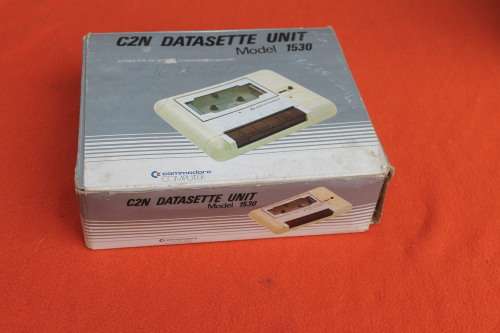 C2N DATASETTE UNIT
Model 1530
commodore
COMPUTER
C2N DATASETTE UNIT
Model 1530